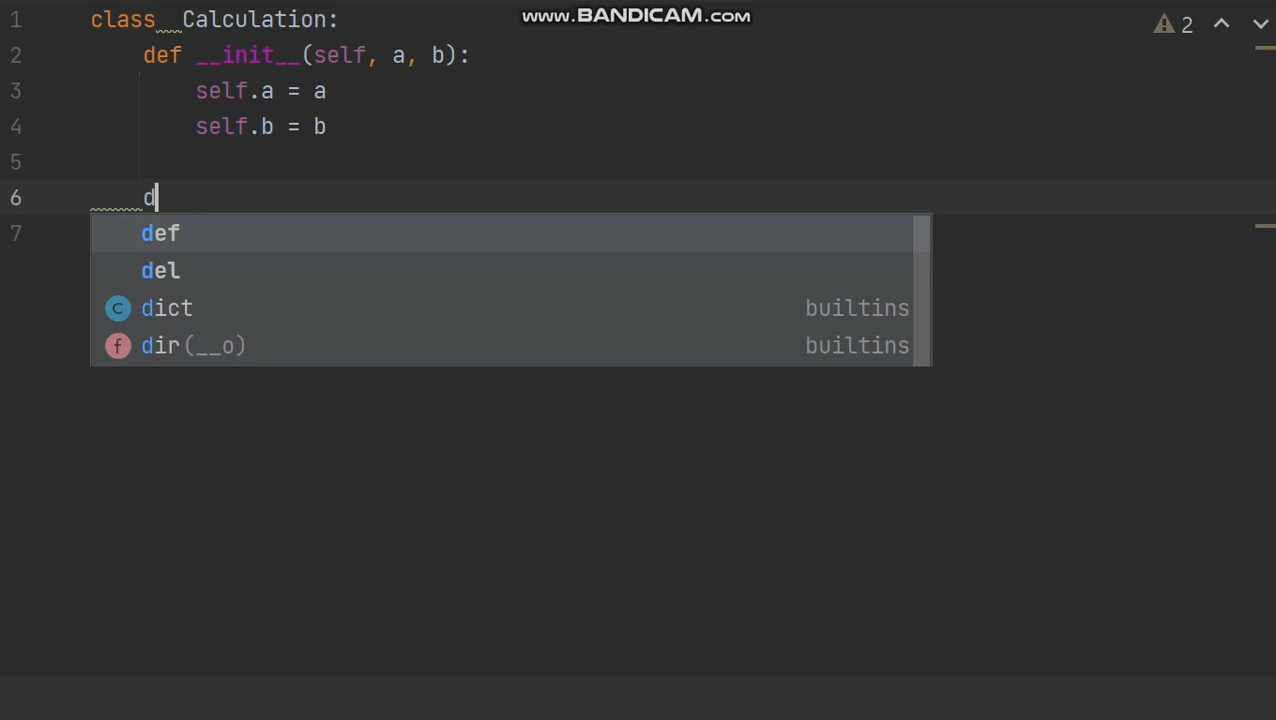 www.BANDICAM.com
1 class  Calculation:
2     def __init__(self, a, b):
3         self.a = a
4         self.b = b
5
6     d
7
2
def
del
c dict builtins
f dir(__o) builtins